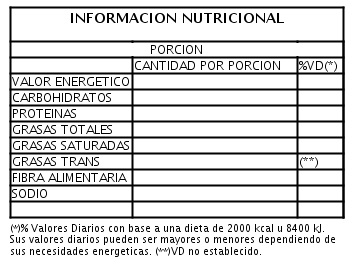 INFORMACION NUTRICIONAL
PORCION
CANTIDAD POR PORCION %VD(*)
VALOR ENERGETICO
CARBOHIDRATOS
PROTEINAS
GRASAS TOTALES
GRASAS SATURADAS
GRASAS TRANS (**)
FIBRA ALIMENTARIA
SODIO
(*)% Valores Diarios con base a una dieta de 2000 kcal u 8400 kJ.
Sus valores diarios pueden ser mayores o menores dependiendo de
sus necesidades energeticas. (**)VD no establecido.